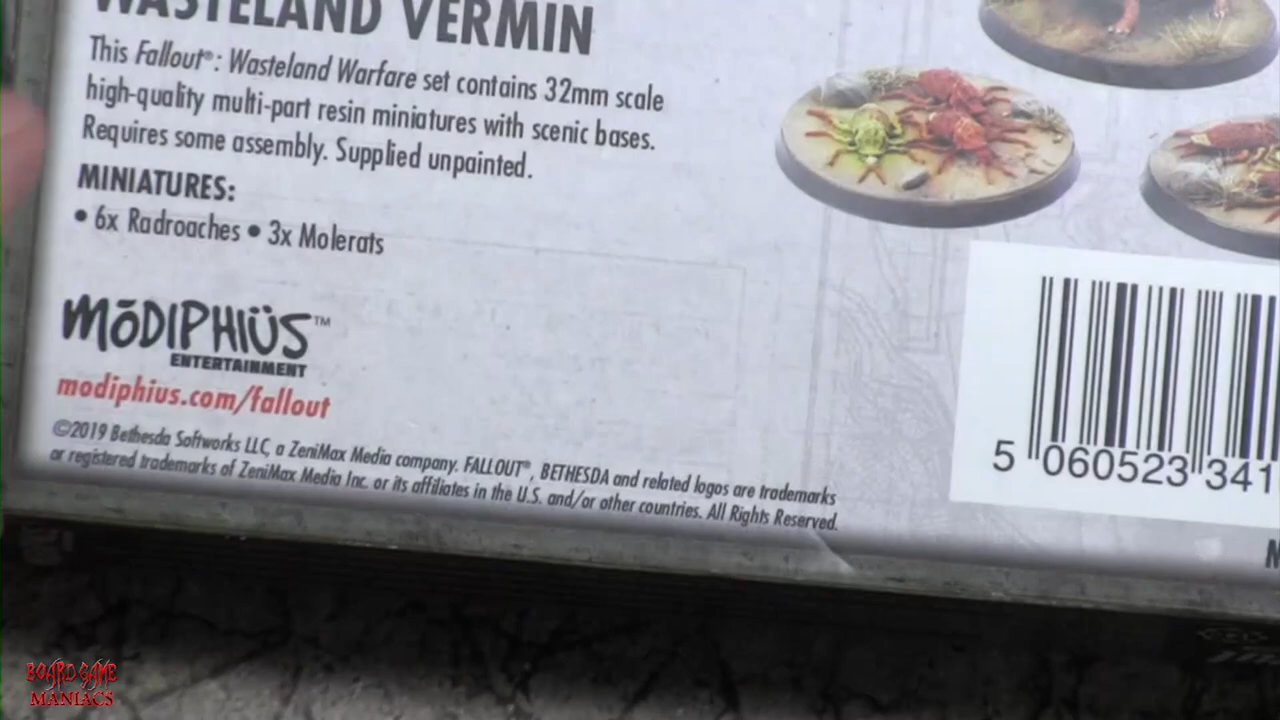 WASTELAND VERMIN
This Fallout®: Wasteland Warfare set contains 32mm scale
high-quality multi-part resin miniatures with scenic bases.
Requires some assembly. Supplied unpainted.
MINIATURES:
• 6x Radroaches • 3x Molerats
MōDIPHIÜS™
ENTERTAINMENT
modiphius.com/fallout
©2019 Bethesda Softworks LLC, a ZeniMax Media company. FALLOUT®, BETHESDA and related logos are trademarks
or registered trademarks of ZeniMax Media Inc. or its affiliates in the U.S. and/or other countries. All Rights Reserved.
5 060523 341
BOARD GAME
MANIACS